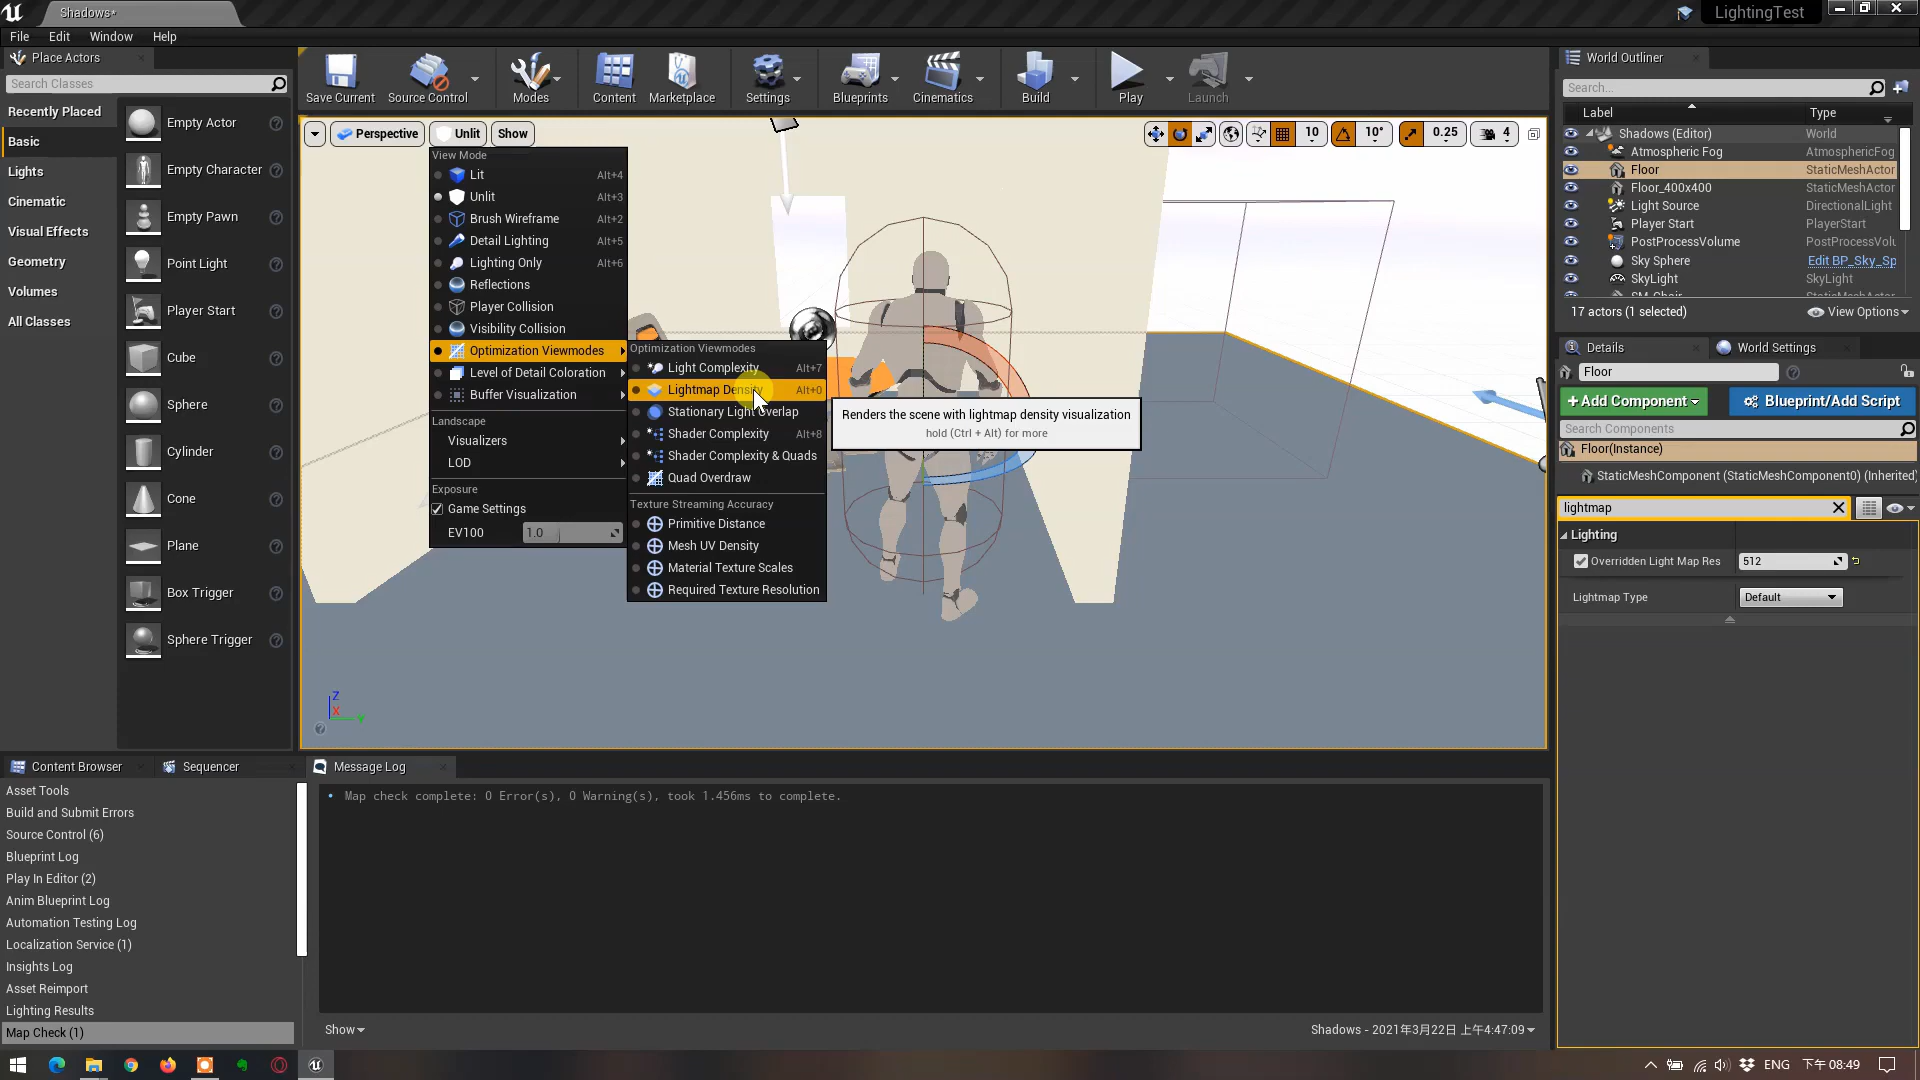 Shadows*
LightingTest
File Edit Window Help
Place Actors
Search Classes
Recently Placed
Basic
Lights
Cinematic
Visual Effects
Geometry
Volumes
All Classes
Empty Actor
Empty Character
Empty Pawn
Point Light
Player Start
Cube
Sphere
Cylinder
Cone
Plane
Box Trigger
Sphere Trigger
Save Current
Source Control
Modes
Content
Marketplace
Settings
Blueprints
Cinematics
Build
Play
Launch
Perspective Unlit Show
10 10° 0.25 4
View Mode
Lit Alt+4
Unlit Alt+3
Brush Wireframe Alt+2
Detail Lighting Alt+5
Lighting Only Alt+6
Reflections
Player Collision
Visibility Collision
Optimization Viewmodes
Level of Detail Coloration
Buffer Visualization
Landscape
Visualizers
LOD
Exposure
Game Settings
EV100 1.0
Optimization Viewmodes
Light Complexity Alt+7
Lightmap Density Alt+0
Stationary Light Overlap
Shader Complexity Alt+8
Shader Complexity & Quads
Quad Overdraw
Texture Streaming Accuracy
Primitive Distance
Mesh UV Density
Material Texture Scales
Required Texture Resolution
Renders the scene with lightmap density visualization
hold (Ctrl + Alt) for more
Z
X
Y
World Outliner
Search...
Label Type
Shadows (Editor) World
Atmospheric Fog AtmosphericFog
Floor StaticMeshActor
Floor_400x400 StaticMeshActor
Light Source DirectionalLight
Player Start PlayerStart
PostProcessVolume PostProcessVolu
Sky Sphere Edit BP_Sky_Sp
SkyLight SkyLight
17 actors (1 selected) View Options
Details World Settings
Floor
Add Component Blueprint/Add Script
Search Components
Floor(Instance)
StaticMeshComponent (StaticMeshComponent0) (Inherited)
lightmap
Lighting
Overridden Light Map Res 512
Lightmap Type Default
Content Browser Sequencer
Asset Tools
Build and Submit Errors
Source Control (6)
Blueprint Log
Play In Editor (2)
Anim Blueprint Log
Automation Testing Log
Localization Service (1)
Insights Log
Asset Reimport
Lighting Results
Map Check (1)
Message Log
• Map check complete: 0 Error(s), 0 Warning(s), took 1.456ms to complete.
Show
Shadows - 2021年3月22日 上午4:47:09
ENG 下午 08:49